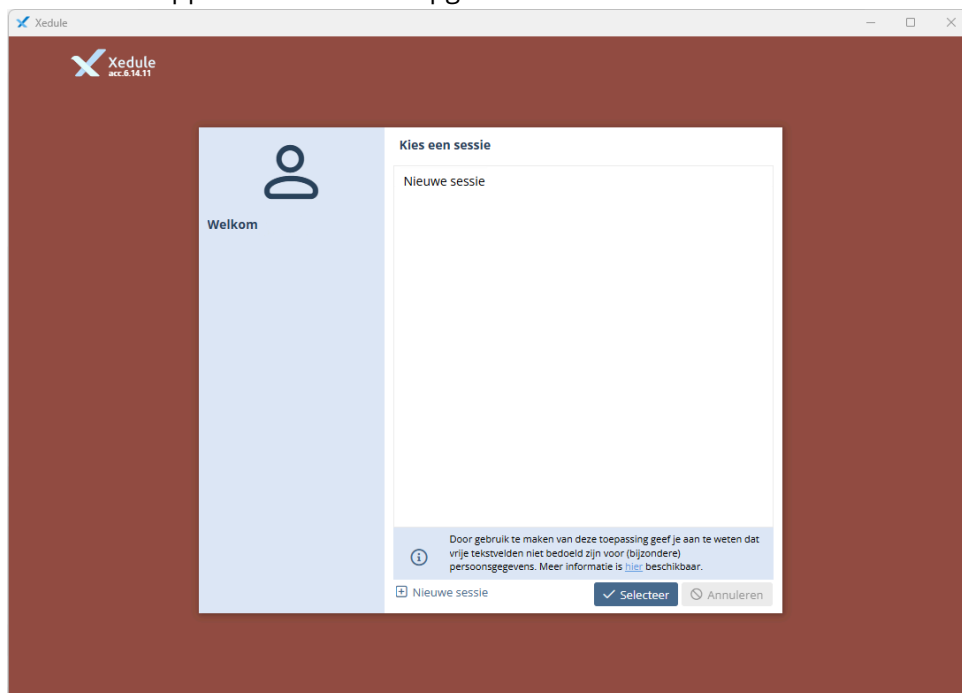 Xedule
Xedule
acc.6.14.11
Kies een sessie
Nieuwe sessie
Welkom
Door gebruik te maken van deze toepassing geef je aan te weten dat
vrije tekstvelden niet bedoeld zijn voor (bijzondere)
persoonsgegevens. Meer informatie is hier beschikbaar.
Nieuwe sessie
Selecteer
Annuleren